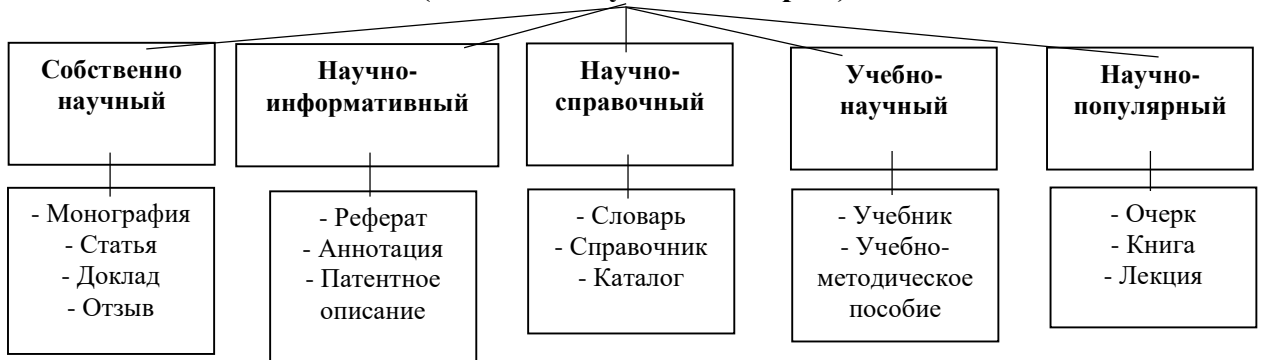 Собственно
научный
Научно-
информативный
Научно-
справочный
Учебно-
научный
Научно-
популярный
- Монография
- Статья
- Доклад
- Отзыв
- Реферат
- Аннотация
- Патентное
описание
- Словарь
- Справочник
- Каталог
- Учебник
- Учебно-
методическое
пособие
- Очерк
- Книга
- Лекция